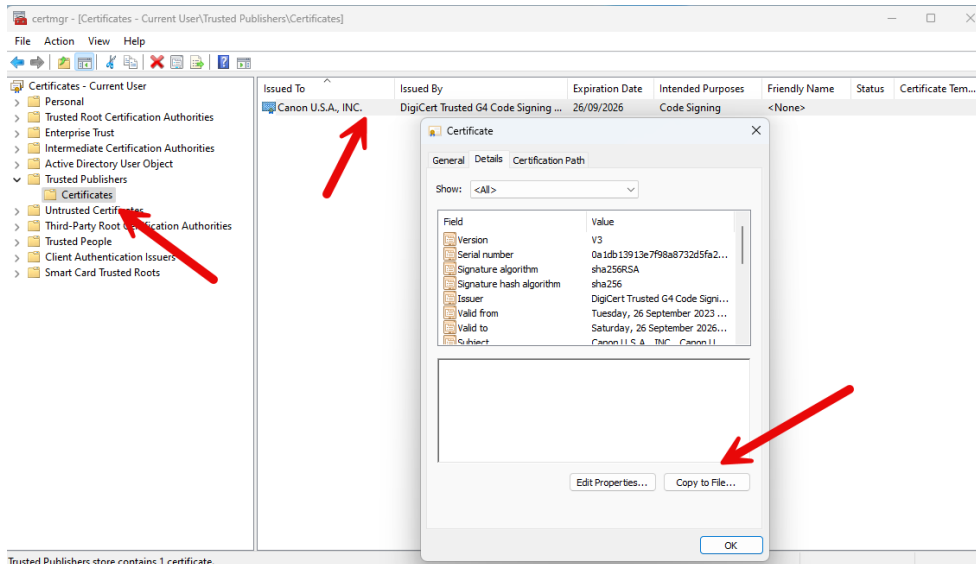 certmgr - [Certificates - Current User\Trusted Publishers\Certificates]
File Action View Help
Certificates - Current User
Personal
Trusted Root Certification Authorities
Enterprise Trust
Intermediate Certification Authorities
Active Directory User Object
Trusted Publishers
Certificates
Untrusted Certificates
Third-Party Root Certification Authorities
Trusted People
Client Authentication Issuers
Smart Card Trusted Roots
Issued To Issued By Expiration Date Intended Purposes Friendly Name Status Certificate Tem...
Canon U.S.A., INC. DigiCert Trusted G4 Code Signing ... 26/09/2026 Code Signing <None>
Certificate
General Details Certification Path
Show: <All>
Field Value
Version V3
Serial number 0a1db13913e7f98a8732d5fa2...
Signature algorithm sha256RSA
Signature hash algorithm sha256
Issuer DigiCert Trusted G4 Code Signi...
Valid from Tuesday, 26 September 2023 ...
Valid to Saturday, 26 September 2026...
Subject Canon U.S.A., INC., Canon U...
Edit Properties... Copy to File...
OK
Trusted Publishers store contains 1 certificate.